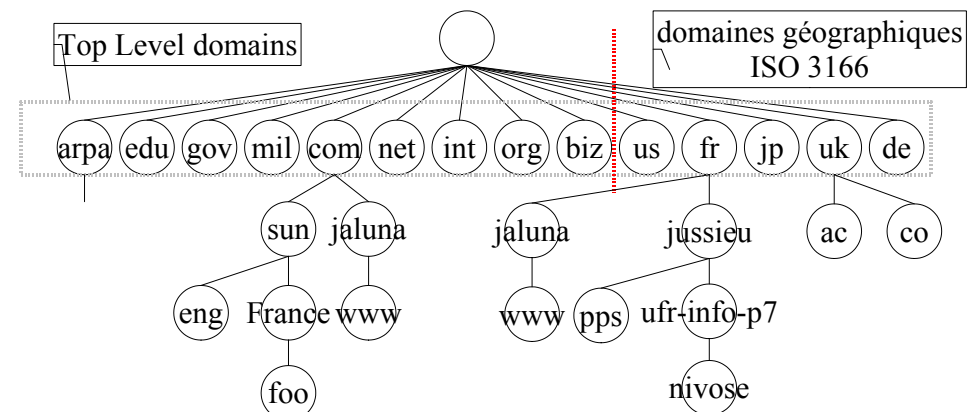 Top Level domains
domaines géographiques
ISO 3166
arpa edu gov mil com net int org biz us fr jp uk de
sun jaluna jaluna jussieu ac co
eng France www www pps ufr-info-p7
foo nivose